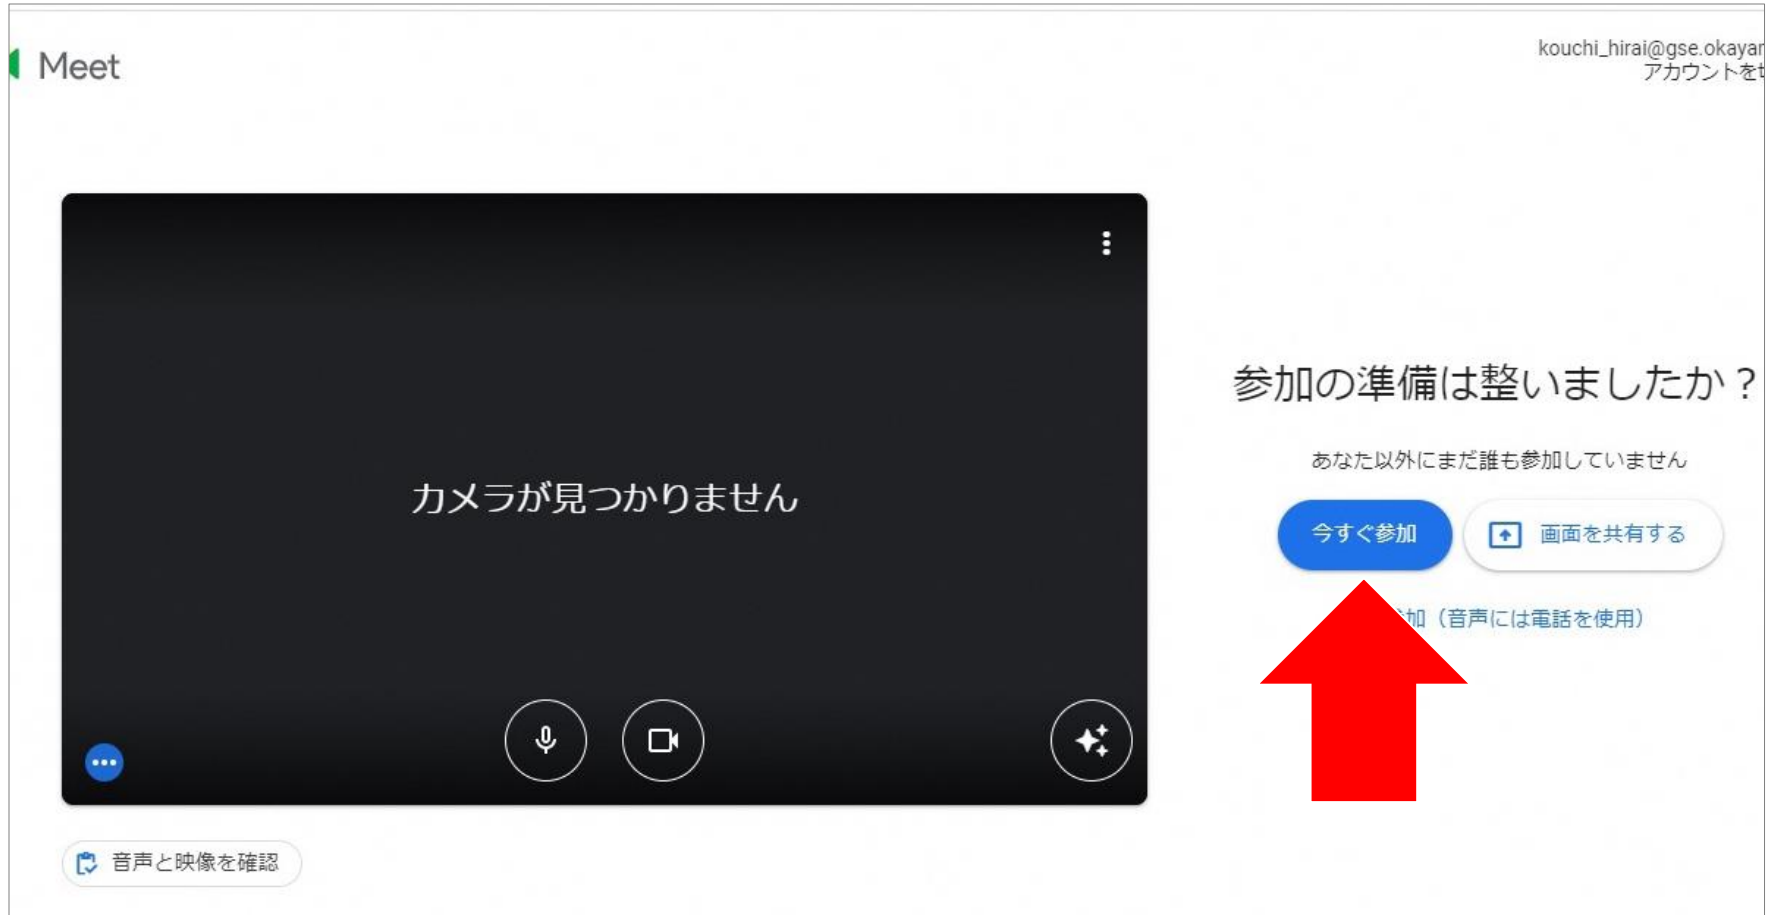 Meet
kouchi_hirai@gse.okayar
アカウントを
カメラが見つかりません
音声と映像を確認
参加の準備は整いましたか？
あなた以外にまだ誰も参加していません
今すぐ参加
画面を共有する
加（音声には電話を使用）